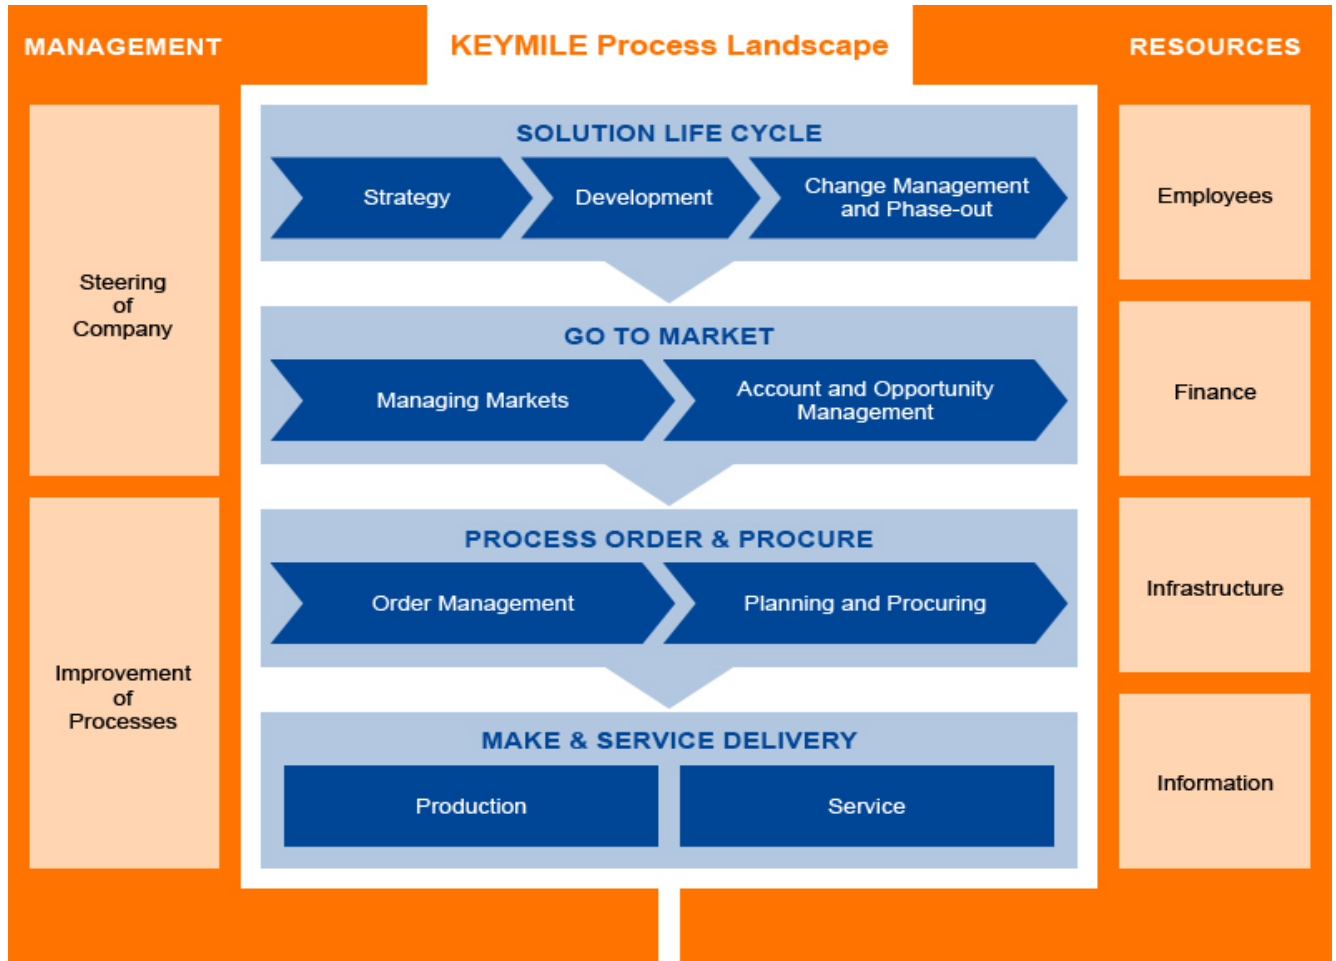 MANAGEMENT
KEYMILE Process Landscape
RESOURCES
Steering
of
Company
Improvement
of
Processes
SOLUTION LIFE CYCLE
Strategy
Development
Change Management
and Phase-out
GO TO MARKET
Managing Markets
Account and Opportunity
Management
PROCESS ORDER & PROCURE
Order Management
Planning and Procuring
MAKE & SERVICE DELIVERY
Production
Service
Employees
Finance
Infrastructure
Information